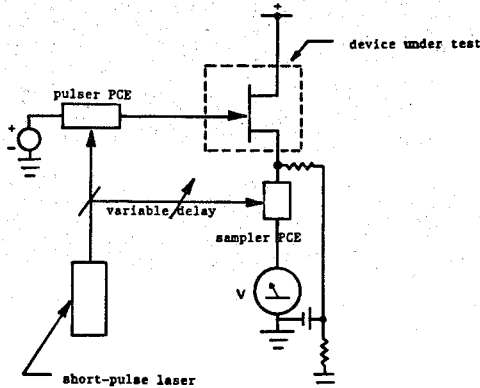 +
device under test
pulser PCE
+
-
variable delay
sampler PCE
V
short-pulse laser